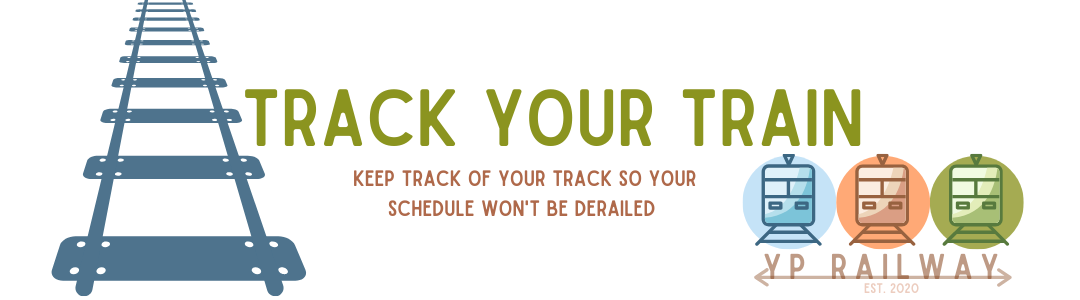 TRACK YOUR TRAIN
KEEP TRACK OF YOUR TRACK SO YOUR
SCHEDULE WON'T BE DERAILED
YP RAILWAY
EST. 2020